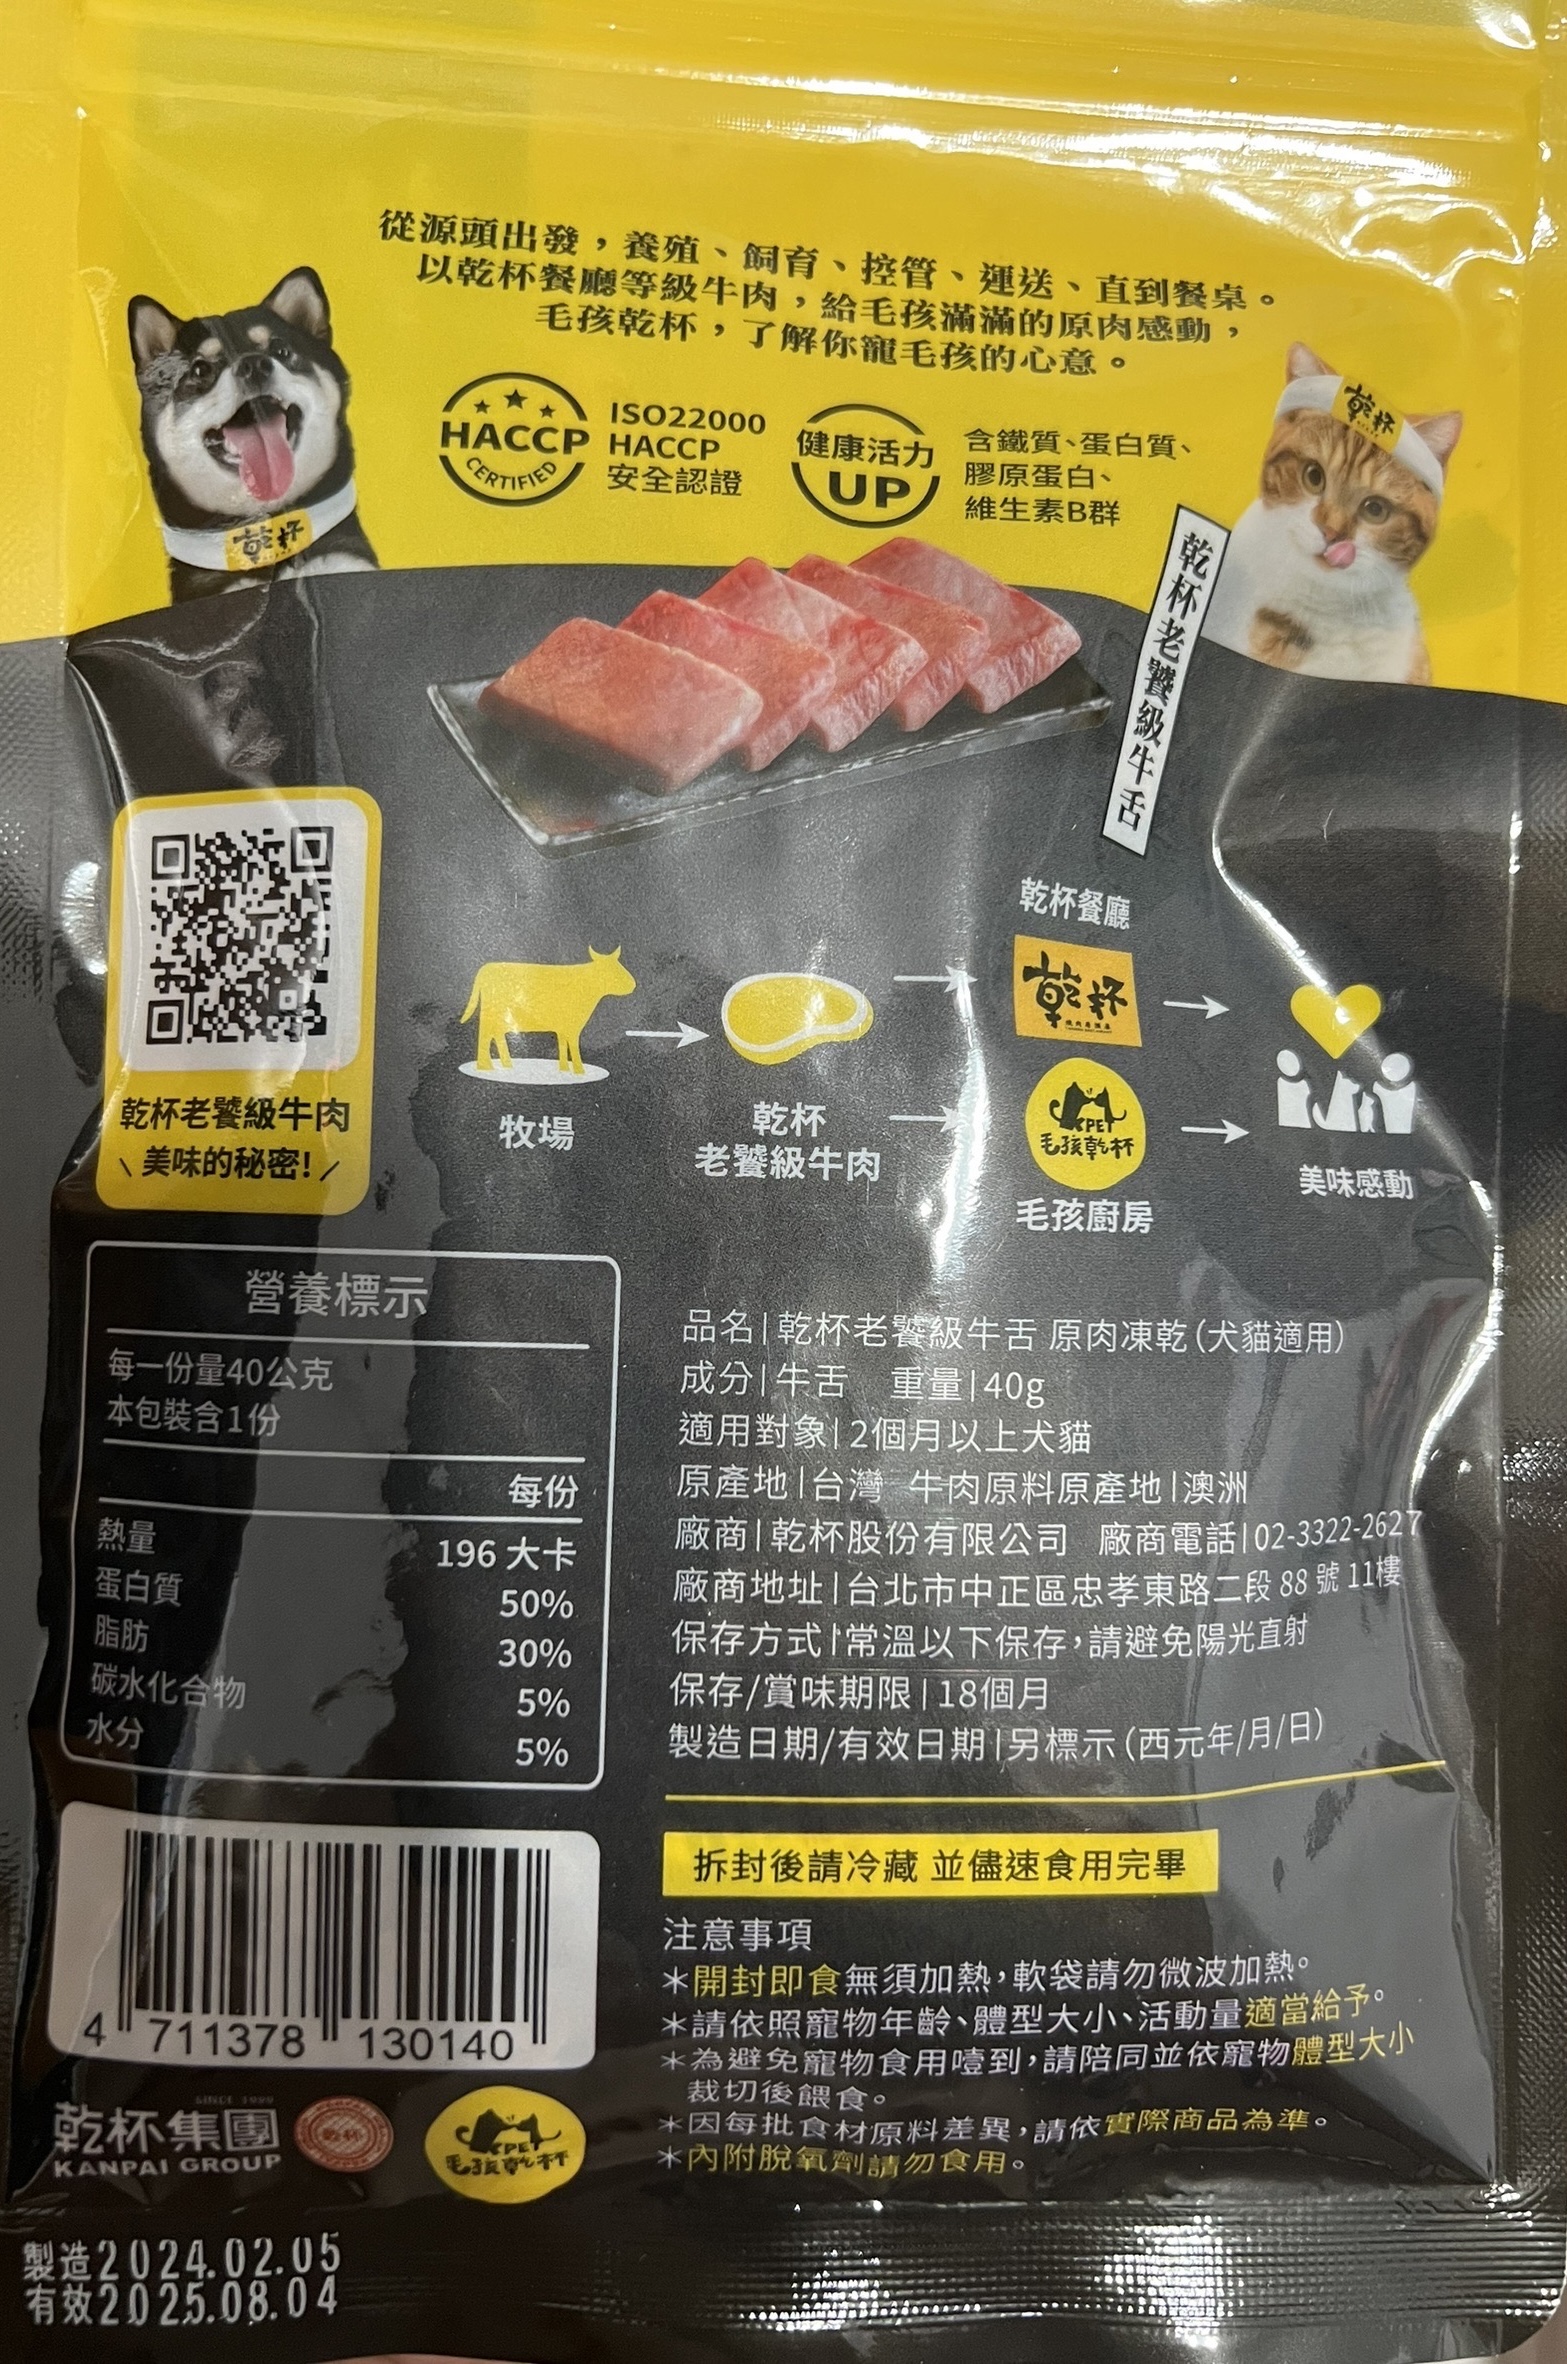 從源頭出發，養殖、飼育、控管、運送、直到餐桌。
以乾杯餐廳等級牛肉，給毛孩滿滿的原肉感動，
毛孩乾杯，了解你寵毛孩的心意。
HACCP
CERTIFIED
ISO22000
HACCP
安全認證
健康活力
UP
含鐵質、蛋白質、
膠原蛋白、
維生素B群
乾杯
乾杯
乾杯老饕級牛舌
乾杯老饕級牛肉
\ 美味的秘密! /
牧場
乾杯
老饕級牛肉
乾杯餐廳
乾杯
PET
毛孩乾杯
毛孩廚房
美味感動
營養標示
每一份量40公克
本包裝含1份
每份
熱量 196 大卡
蛋白質 50%
脂肪 30%
碳水化合物 5%
水分 5%
品名|乾杯老饕級牛舌 原肉凍乾(犬貓適用)
成分|牛舌 重量|40g
適用對象|2個月以上犬貓
原產地|台灣 牛肉原料原產地|澳洲
廠商|乾杯股份有限公司 廠商電話|02-3322-2627
廠商地址|台北市中正區忠孝東路二段 88 號 11樓
保存方式|常溫以下保存，請避免陽光直射
保存/賞味期限|18個月
製造日期/有效日期|另標示(西元年/月/日)
拆封後請冷藏 並儘速食用完畢
注意事項
＊開封即食無須加熱，軟袋請勿微波加熱。
＊請依照寵物年齡、體型大小、活動量適當給予。
＊為避免寵物食用噎到，請陪同並依寵物體型大小
裁切後餵食。
＊因每批食材原料差異，請依實際商品為準。
＊內附脫氧劑請勿食用。
4 711378 130140
SINCE 1999
乾杯集團
KANPAI GROUP
乾杯
PET
毛孩乾杯
製造2024.02.05
有效2025.08.04